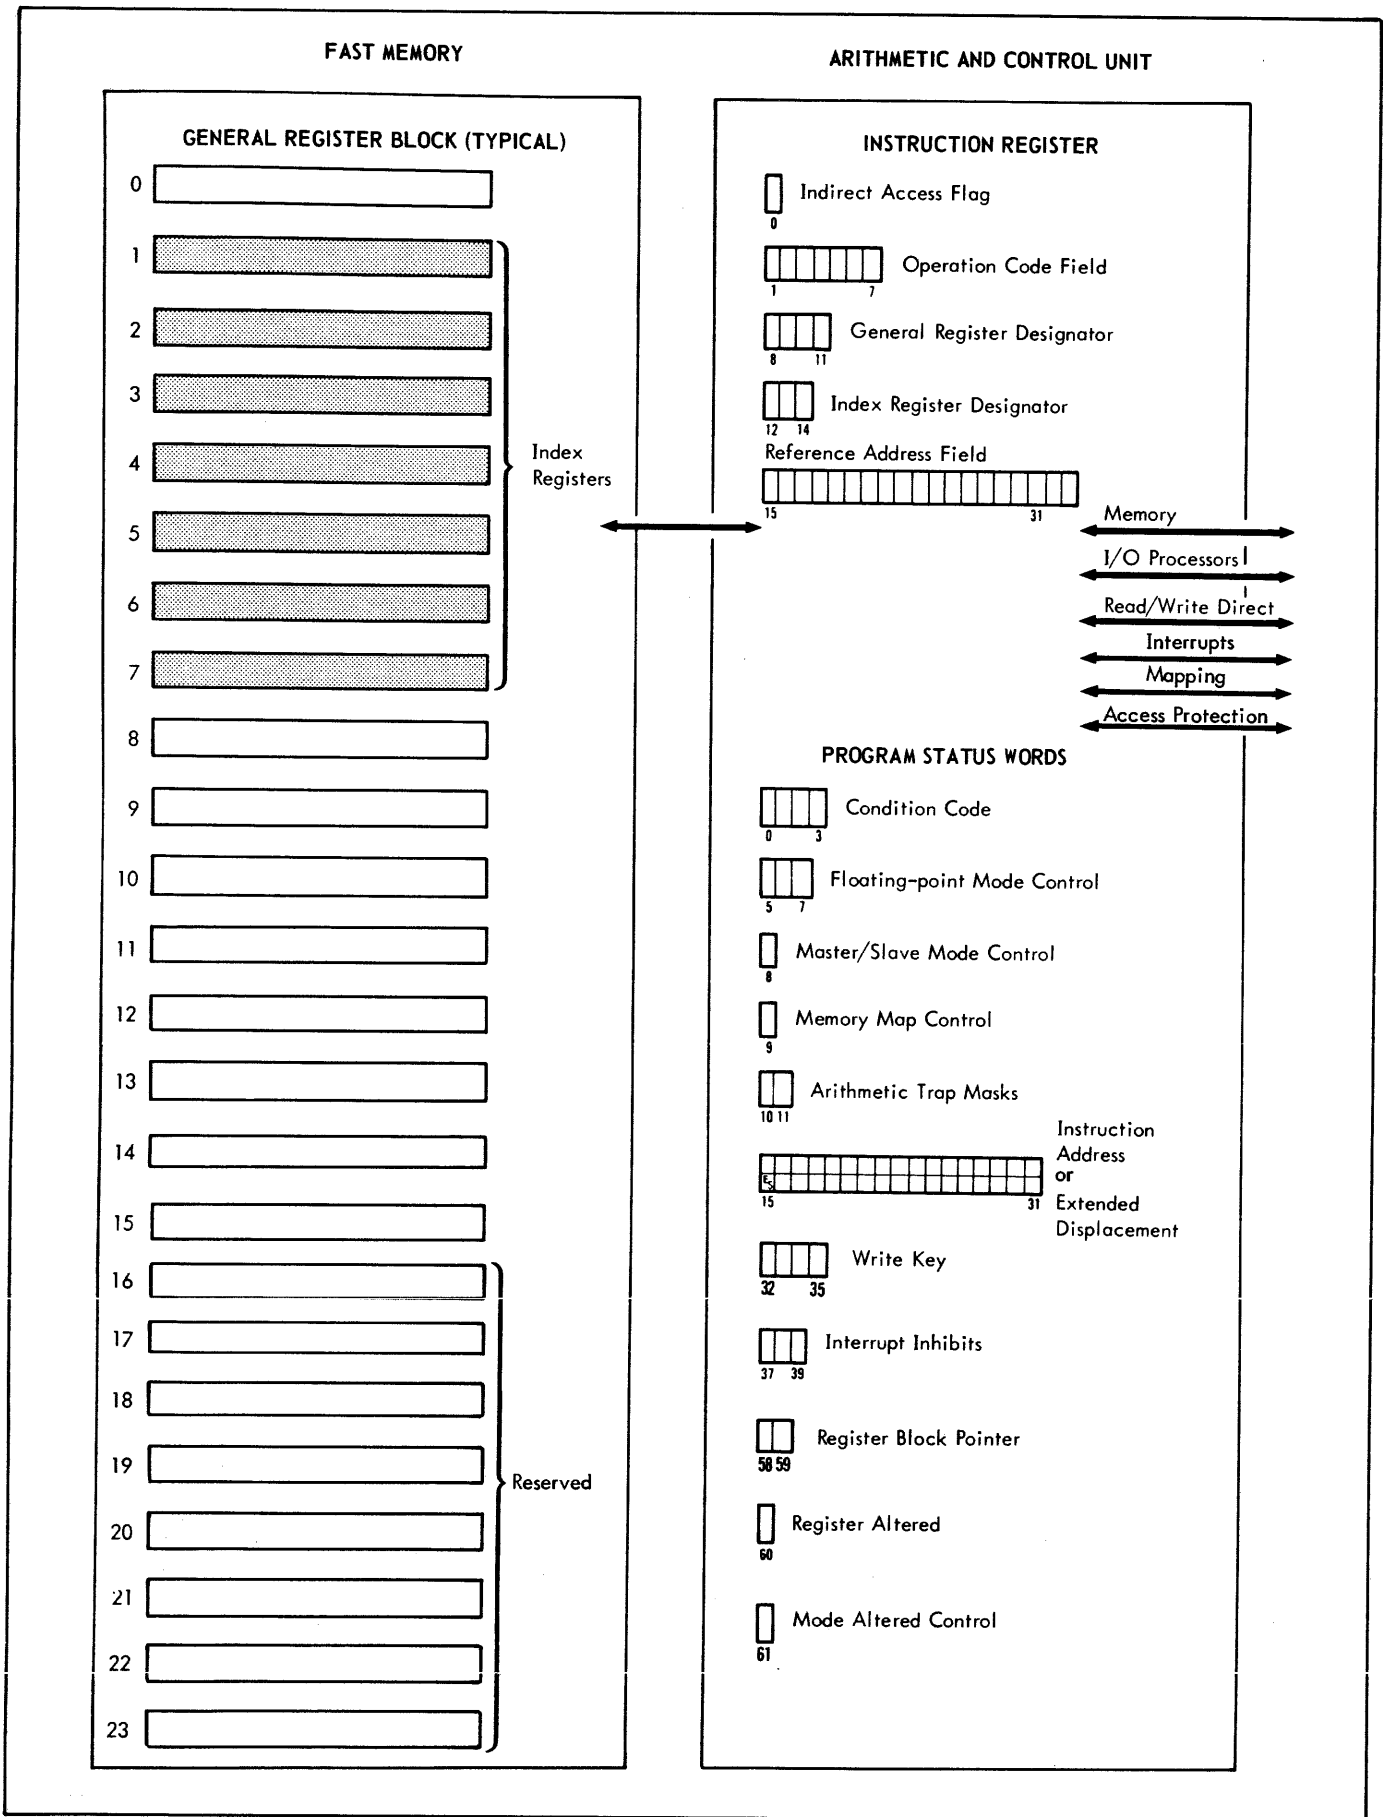 FAST MEMORY
GENERAL REGISTER BLOCK (TYPICAL)
0
1
2
3
4
5
6
7
Index
Registers
8
9
10
11
12
13
14
15
16
17
18
19
20
21
22
23
Reserved
ARITHMETIC AND CONTROL UNIT
INSTRUCTION REGISTER
Indirect Access Flag
0
Operation Code Field
1 7
General Register Designator
8 11
Index Register Designator
12 14
Reference Address Field
15 31
Memory
I/O Processors
Read/Write Direct
Interrupts
Mapping
Access Protection
PROGRAM STATUS WORDS
Condition Code
0 3
Floating-point Mode Control
5 7
Master/Slave Mode Control
8
Memory Map Control
9
Arithmetic Trap Masks
10 11
Instruction
Address
or
Extended
Displacement
ES
15 31
Write Key
32 35
Interrupt Inhibits
37 39
Register Block Pointer
58 59
Register Altered
60
Mode Altered Control
61